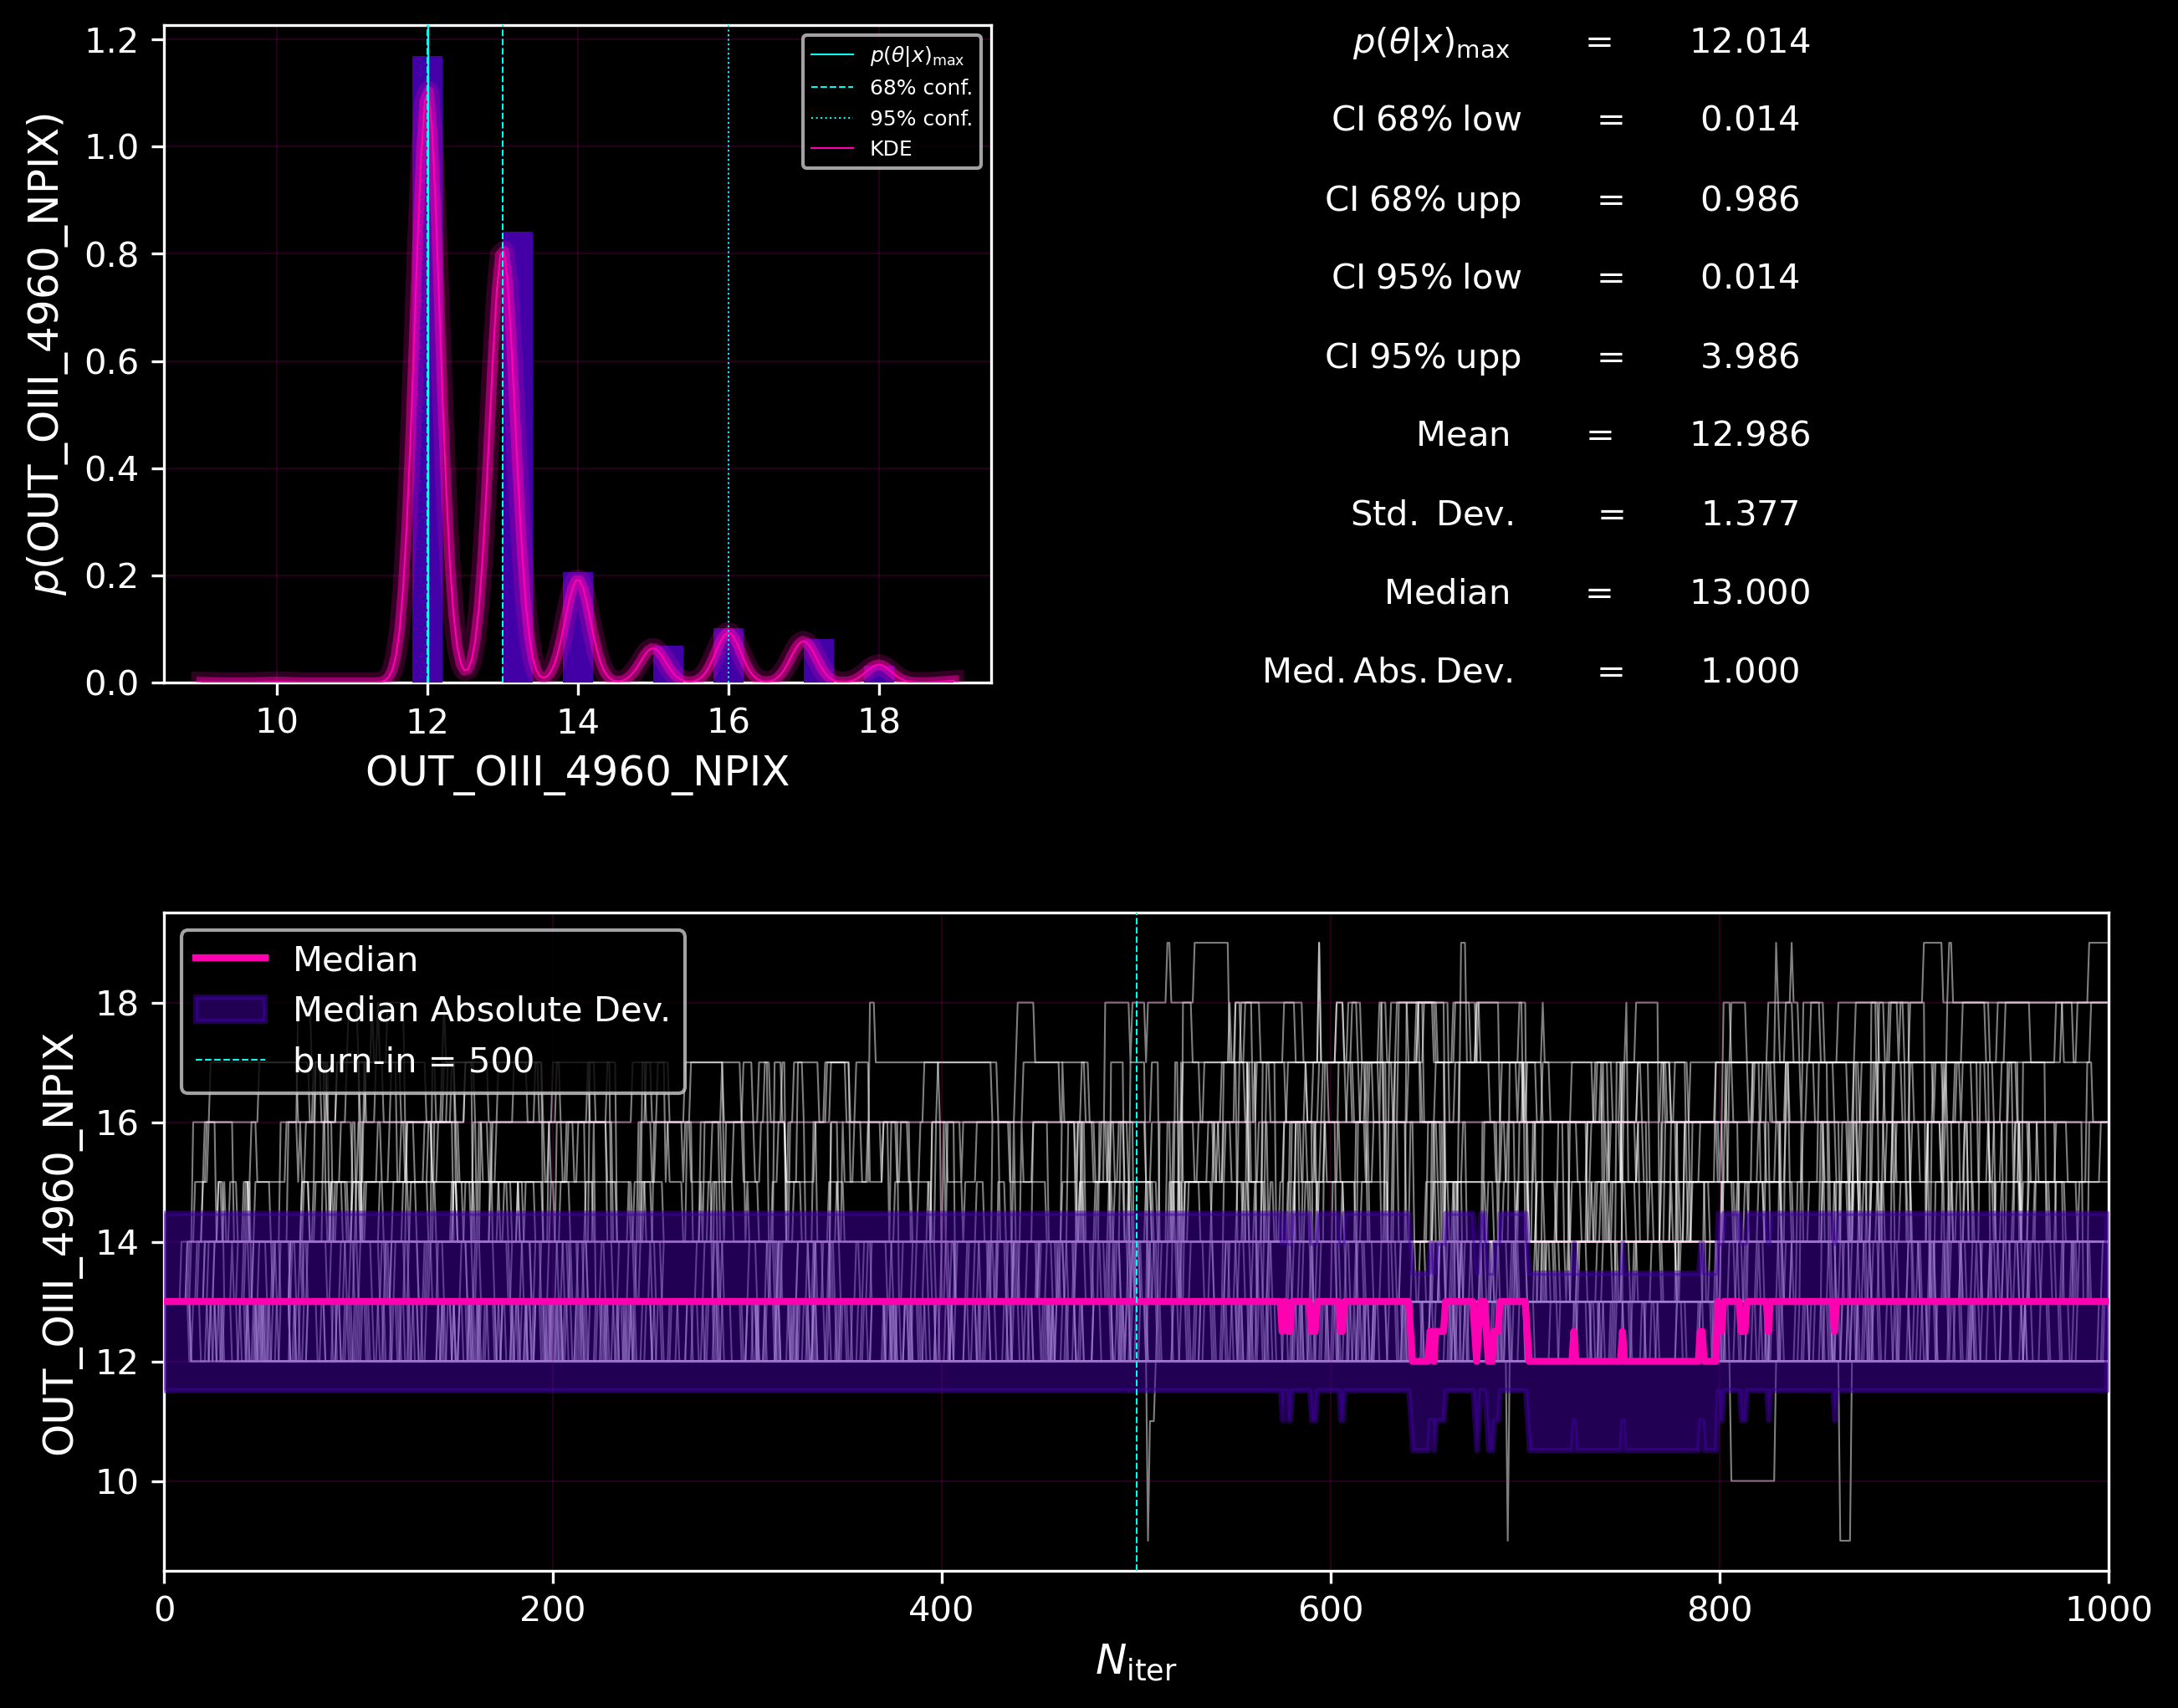 p(OUT_OIII_4960_NPIX)
1.2
1.0
0.8
0.6
0.4
0.2
0.0
10 12 14 16 18
OUT_OIII_4960_NPIX
p(θ|x)max
68% conf.
95% conf.
KDE
p(θ|x)max = 12.014
CI 68% low = 0.014
CI 68% upp = 0.986
CI 95% low = 0.014
CI 95% upp = 3.986
Mean = 12.986
Std. Dev. = 1.377
Median = 13.000
Med. Abs. Dev. = 1.000
OUT_OIII_4960_NPIX
18
16
14
12
10
Median
Median Absolute Dev.
burn-in = 500
0 200 400 600 800 1000
Niter